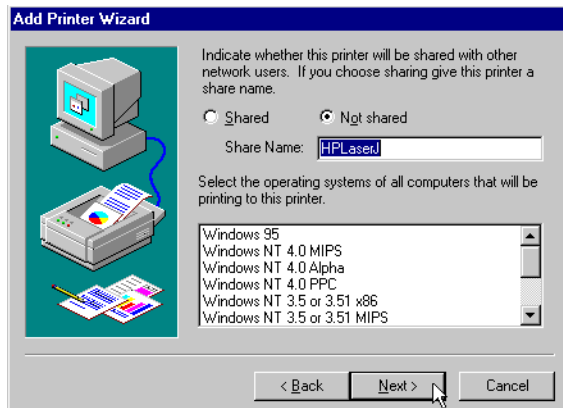 Add Printer Wizard
Indicate whether this printer will be shared with other
network users. If you choose sharing give this printer a
share name.
Shared Not shared
Share Name: HPLaserJ
Select the operating systems of all computers that will be
printing to this printer.
Windows 95
Windows NT 4.0 MIPS
Windows NT 4.0 Alpha
Windows NT 4.0 PPC
Windows NT 3.5 or 3.51 x86
Windows NT 3.5 or 3.51 MIPS
< Back Next > Cancel